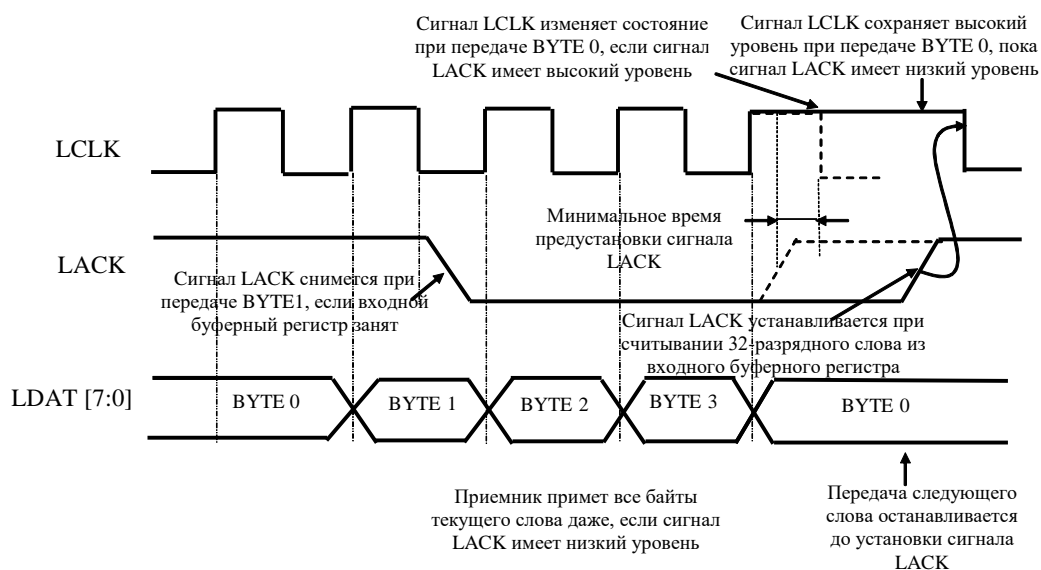 Сигнал LCLK изменяет состояние
при передаче BYTE 0, если сигнал
LACK имеет высокий уровень
Сигнал LCLK сохраняет высокий
уровень при передаче BYTE 0, пока
сигнал LACK имеет низкий уровень
LCLK
Минимальное время
предустановки сигнала
LACK
LACK
Сигнал LACK снимется при
передаче BYTE1, если входной
буферный регистр занят
Сигнал LACK устанавливается при
считывании 32-разрядного слова из
входного буферного регистра
LDAT [7:0]
BYTE 0
BYTE 1
BYTE 2
BYTE 3
BYTE 0
Приемник примет все байты
текущего слова даже, если сигнал
LACK имеет низкий уровень
Передача следующего
слова останавливается
до установки сигнала
LACK